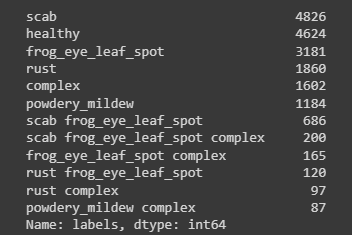 scab 4826
healthy 4624
frog_eye_leaf_spot 3181
rust 1860
complex 1602
powdery_mildew 1184
scab frog_eye_leaf_spot 686
scab frog_eye_leaf_spot complex 200
frog_eye_leaf_spot complex 165
rust frog_eye_leaf_spot 120
rust complex 97
powdery_mildew complex 87
Name: labels, dtype: int64